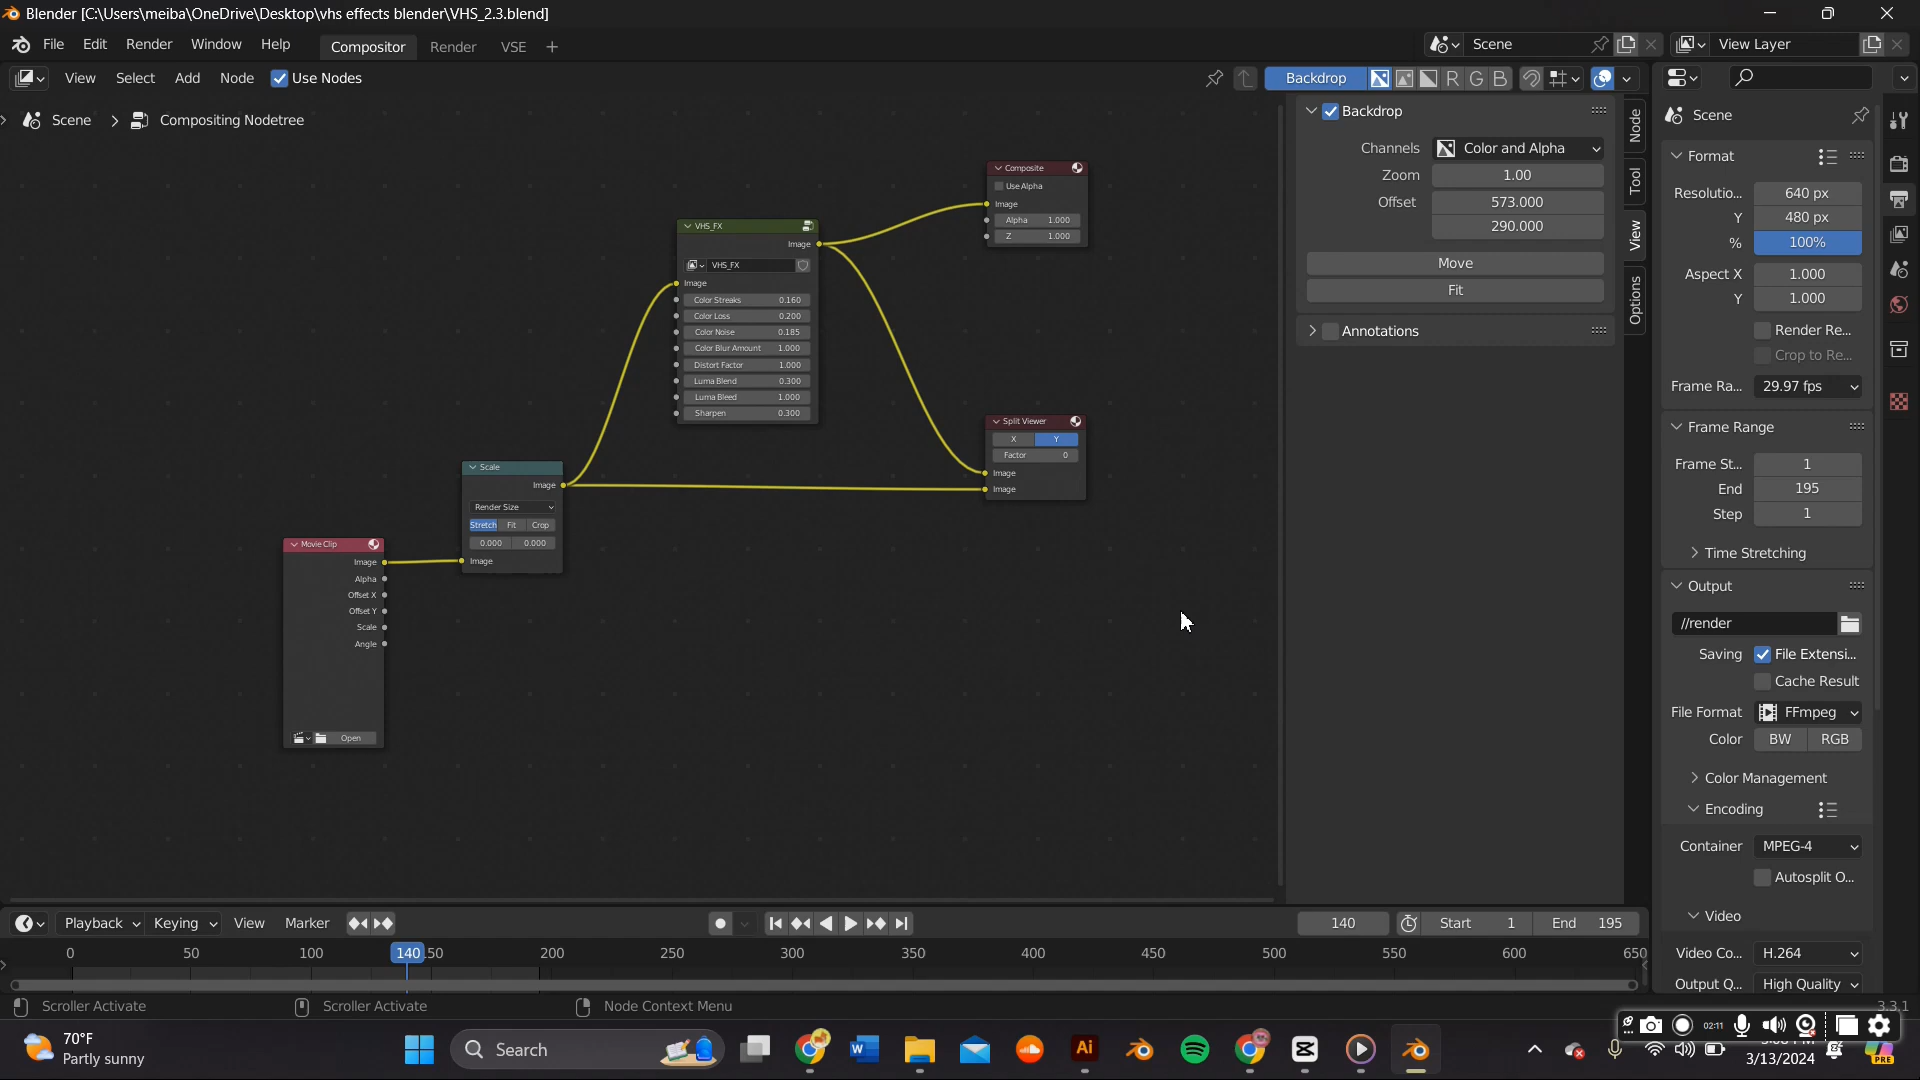 Blender [C:\Users\meiba\OneDrive\Desktop\vhs effects blender\VHS_2.3.blend]
File Edit Render Window Help Compositor Render VSE Scene View Layer
View Select Add Node Use Nodes Backdrop R G B
Scene Compositing Nodetree
Backdrop
Channels Color and Alpha
Zoom 1.00
Offset 573.000
290.000
Move
Fit
Annotations
Node
Tool
View
Options
Composite
Use Alpha
Image
Alpha 1.000
Z 1.000
VHS_FX
Image
VHS_FX
Image
Color Streaks 0.160
Color Loss 0.200
Color Noise 0.185
Color Blur Amount 1.000
Distort Factor 1.000
Luma Blend 0.300
Luma Bleed 1.000
Sharpen 0.300
Split Viewer
X Y
Factor 0
Image
Image
Scale
Image
Render Size
Stretch Fit Crop
0.000 0.000
Image
Movie Clip
Image
Alpha
Offset X
Offset Y
Scale
Angle
Open
Scene
Format
Resolutio... 640 px
Y 480 px
% 100%
Aspect X 1.000
Y 1.000
Render Re...
Crop to Re...
Frame Ra... 29.97 fps
Frame Range
Frame St... 1
End 195
Step 1
Time Stretching
Output
//render
Saving File Extensi...
Cache Result
File Format FFmpeg
Color BW RGB
Color Management
Encoding
Container MPEG-4
Autosplit O...
Video
Video Co... H.264
Output Q... High Quality
Playback Keying View Marker 140 Start 1 End 195
0 50 100 140 50 200 250 300 350 400 450 500 550 600 650
Scroller Activate Scroller Activate Node Context Menu 3.3.1
02:11
70°F
Partly sunny
Search
Ai
3/13/2024
PRE